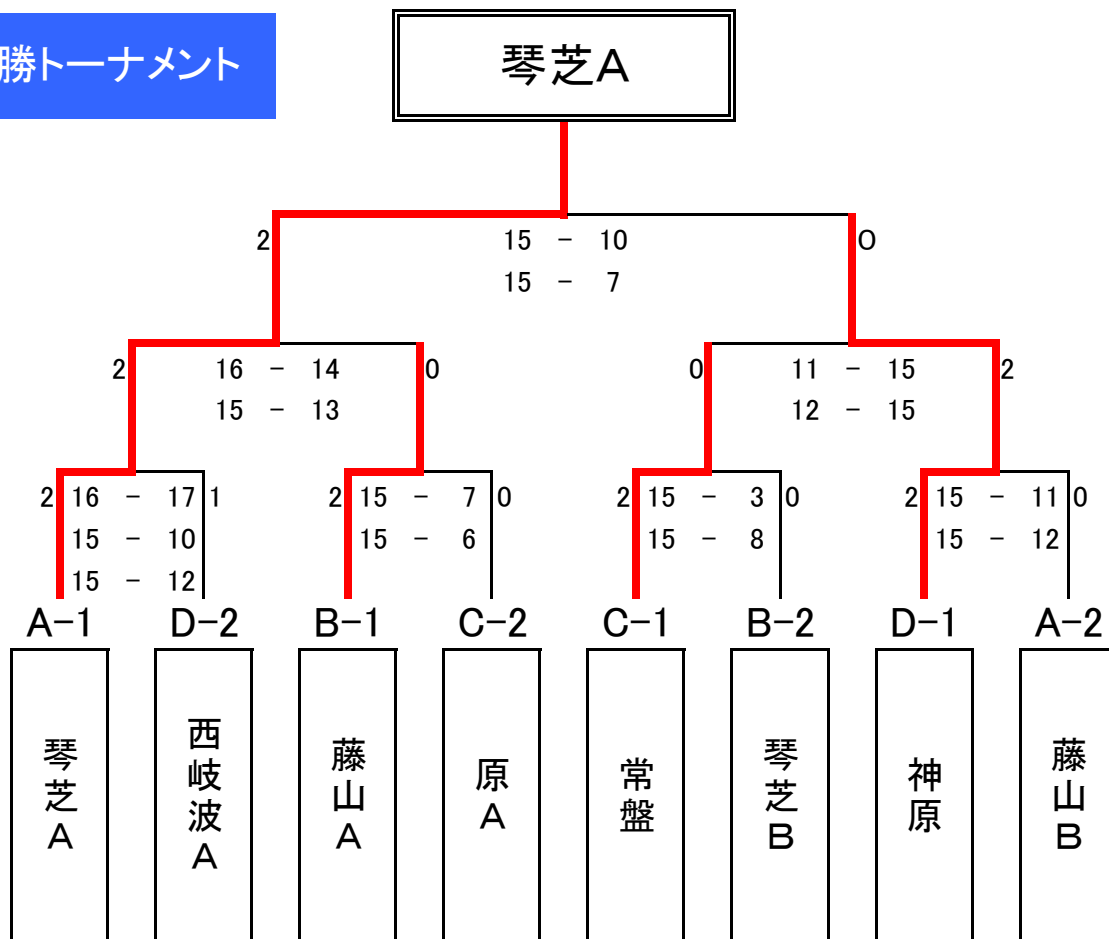 勝トーナメント
琴芝A
2 15 - 10 0
15 - 7
2 16 - 14 0 0 11 - 15 2
15 - 13 12 - 15
2 16 - 17 1 2 15 - 7 0 2 15 - 3 0 2 15 - 11 0
15 - 10 15 - 6 15 - 8 15 - 12
15 - 12
A-1 D-2 B-1 C-2 C-1 B-2 D-1 A-2
琴芝A
西岐波A
藤山A
原A
常盤
琴芝B
神原
藤山B